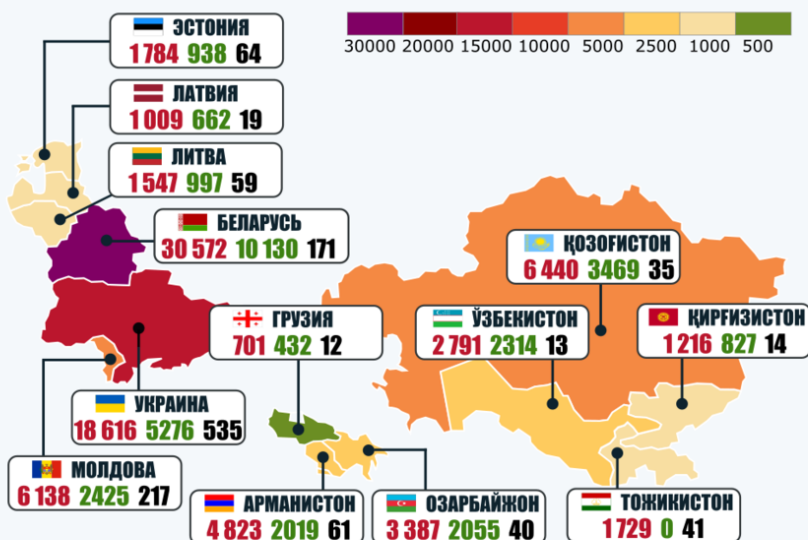 ЭСТОНИЯ
1 784 938 64
30000 20000 15000 10000 5000 2500 1000 500
ЛАТВИЯ
1 009 662 19
ЛИТВА
1 547 997 59
БЕЛАРУСЬ
30 572 10 130 171
ҚОЗОҒИСТОН
6 440 3469 35
ГРУЗИЯ
701 432 12
ЎЗБЕКИСТОН
2 791 2314 13
ҚИРҒИЗИСТОН
1 216 827 14
УКРАИНА
18 616 5276 535
МОЛДОВА
6 138 2425 217
АРМАНИСТОН
4 823 2019 61
ОЗАРБАЙЖОН
3 387 2055 40
ТОЖИКИСТОН
1 729 0 41